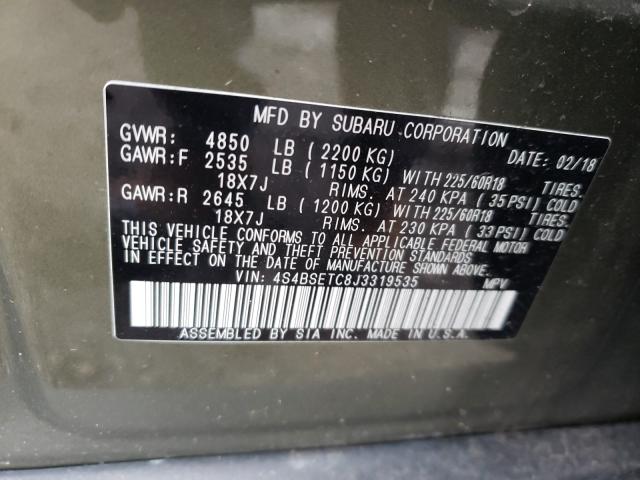 MFD BY SUBARU CORPORATION
GVWR: 4850 LB (2200 KG) DATE: 02/18
GAWR:F 2535 LB (1150 KG) WITH 225/60R18 TIRES,
18X7J RIMS. AT 240 KPA (35 PSI) COLD
GAWR:R 2645 LB (1200 KG) WITH 225/60R18 TIRES,
18X7J RIMS. AT 230 KPA (33 PSI) COLD
THIS VEHICLE CONFORMS TO ALL APPLICABLE FEDERAL MOTOR
VEHICLE SAFETY AND THEFT PREVENTION STANDARDS
IN EFFECT ON THE DATE OF MANUFACTURE SHOWN ABOVE.
VIN: 4S4BSETC8J3319535 MPV
ASSEMBLED BY SIA INC. MADE IN U.S.A.